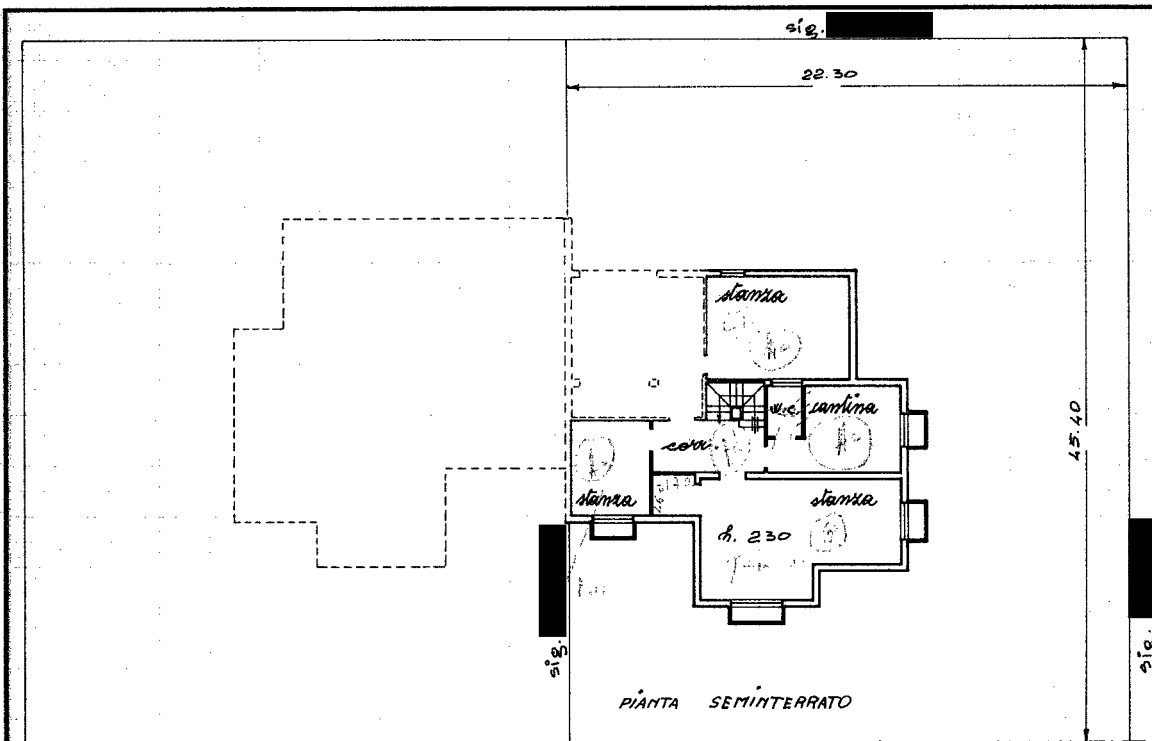 sig.
22.30
45.40
stanza
w.c.
cantina
corr.
stanza
stanza
h. 230
sig.
sig.
PIANTA SEMINTERRATO